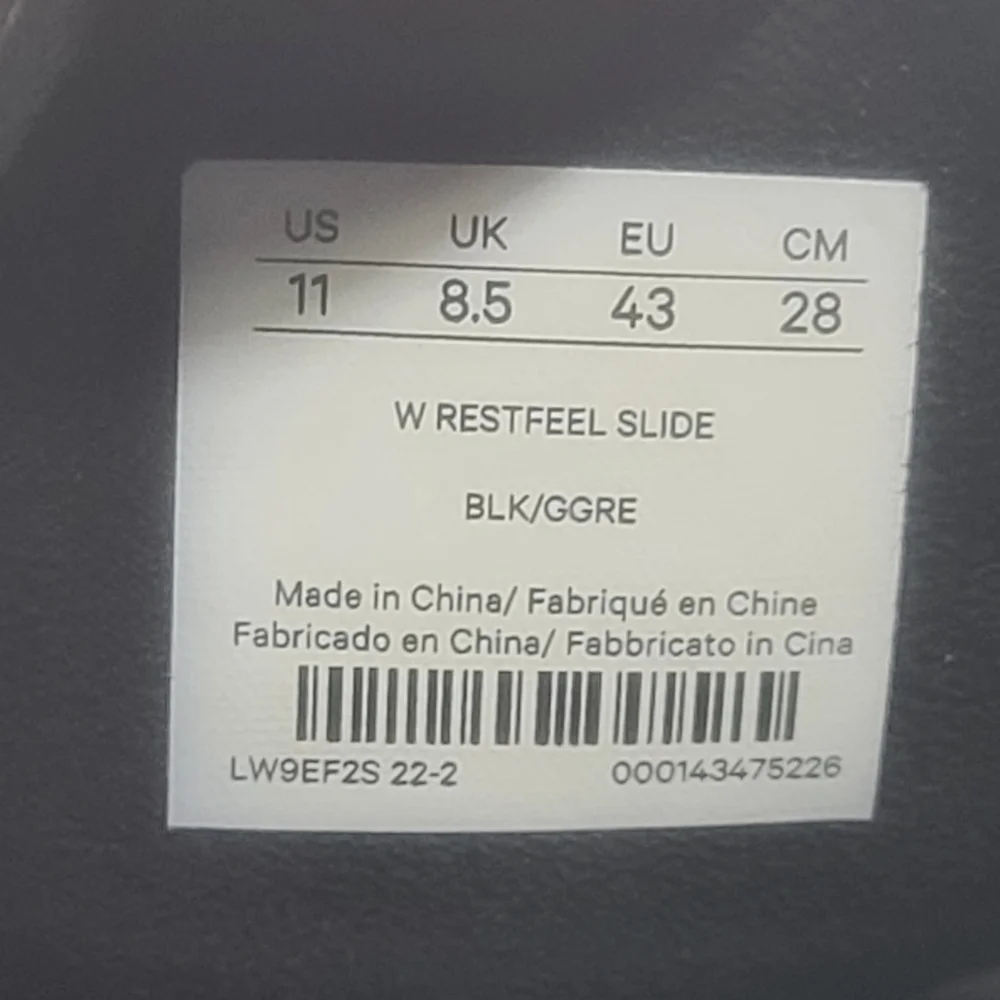 US UK EU CM
11 8.5 43 28
W RESTFEEL SLIDE
BLK/GGRE
Made in China/ Fabriqué en Chine
Fabricado en China/ Fabbricato in Cina
LW9EF2S 22-2 000143475226